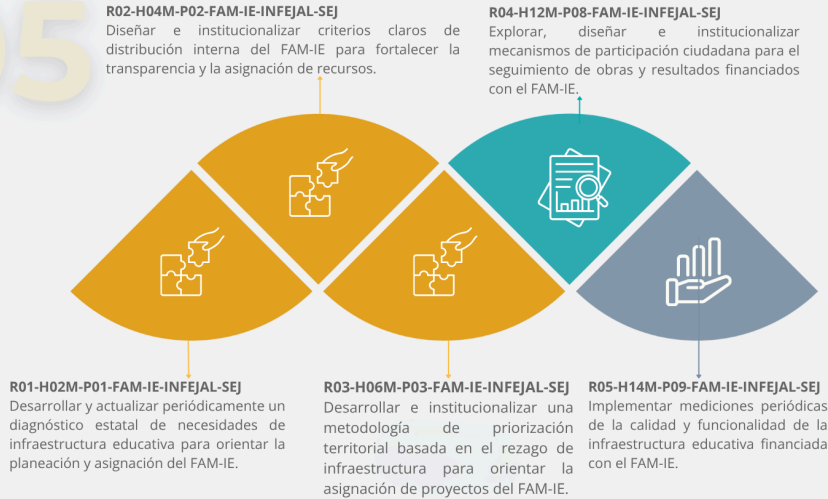 05
R02-H04M-P02-FAM-IE-INFEJAL-SEJ
Diseñar e institucionalizar criterios claros de
distribución interna del FAM-IE para fortalecer la
transparencia y la asignación de recursos.
R04-H12M-P08-FAM-IE-INFEJAL-SEJ
Explorar, diseñar e institucionalizar
mecanismos de participación ciudadana para el
seguimiento de obras y resultados financiados
con el FAM-IE.
R01-H02M-P01-FAM-IE-INFEJAL-SEJ
Desarrollar y actualizar periódicamente un
diagnóstico estatal de necesidades de
infraestructura educativa para orientar la
planeación y asignación del FAM-IE.
R03-H06M-P03-FAM-IE-INFEJAL-SEJ
Desarrollar e institucionalizar una
metodología de priorización
territorial basada en el rezago de
infraestructura para orientar la
asignación de proyectos del FAM-IE.
R05-H14M-P09-FAM-IE-INFEJAL-SEJ
Implementar mediciones periódicas
de la calidad y funcionalidad de la
infraestructura educativa financiada
con el FAM-IE.